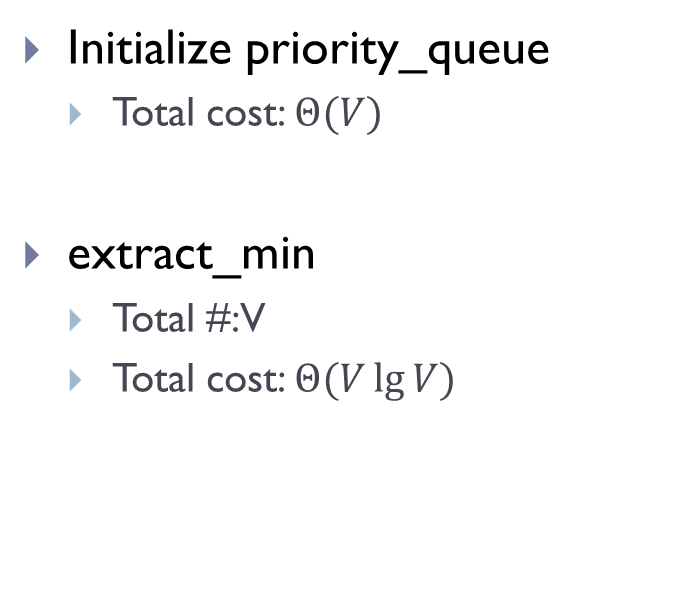 Initialize priority_queue
Total cost: Θ(V)
extract_min
Total #:V
Total cost: Θ(V lg V)